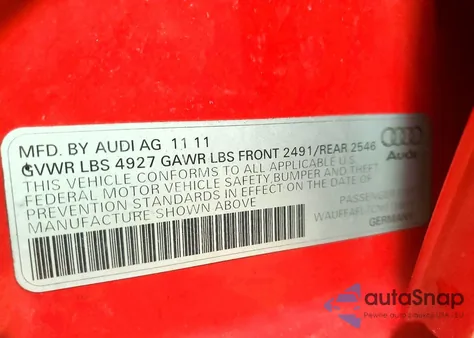 MFD. BY AUDI AG 11 11
GVWR LBS 4927 GAWR LBS FRONT 2491/REAR 2546
THIS VEHICLE CONFORMS TO ALL APPLICABLE U.S.
FEDERAL MOTOR VEHICLE SAFETY BUMPER AND THEFT
PREVENTION STANDARDS IN EFFECT ON THE DATE OF
MANUFACTURE SHOWN ABOVE
Audi
PASSENGER
GERMANY
autoSnap